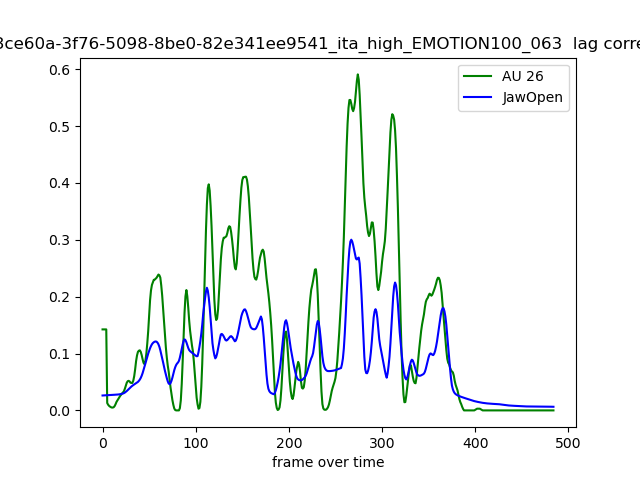 3ce60a-3f76-5098-8be0-82e341ee9541_ita_high_EMOTION100_063 lag corre
AU 26
JawOpen
0.6
0.5
0.4
0.3
0.2
0.1
0.0
0 100 200 300 400 500
frame over time